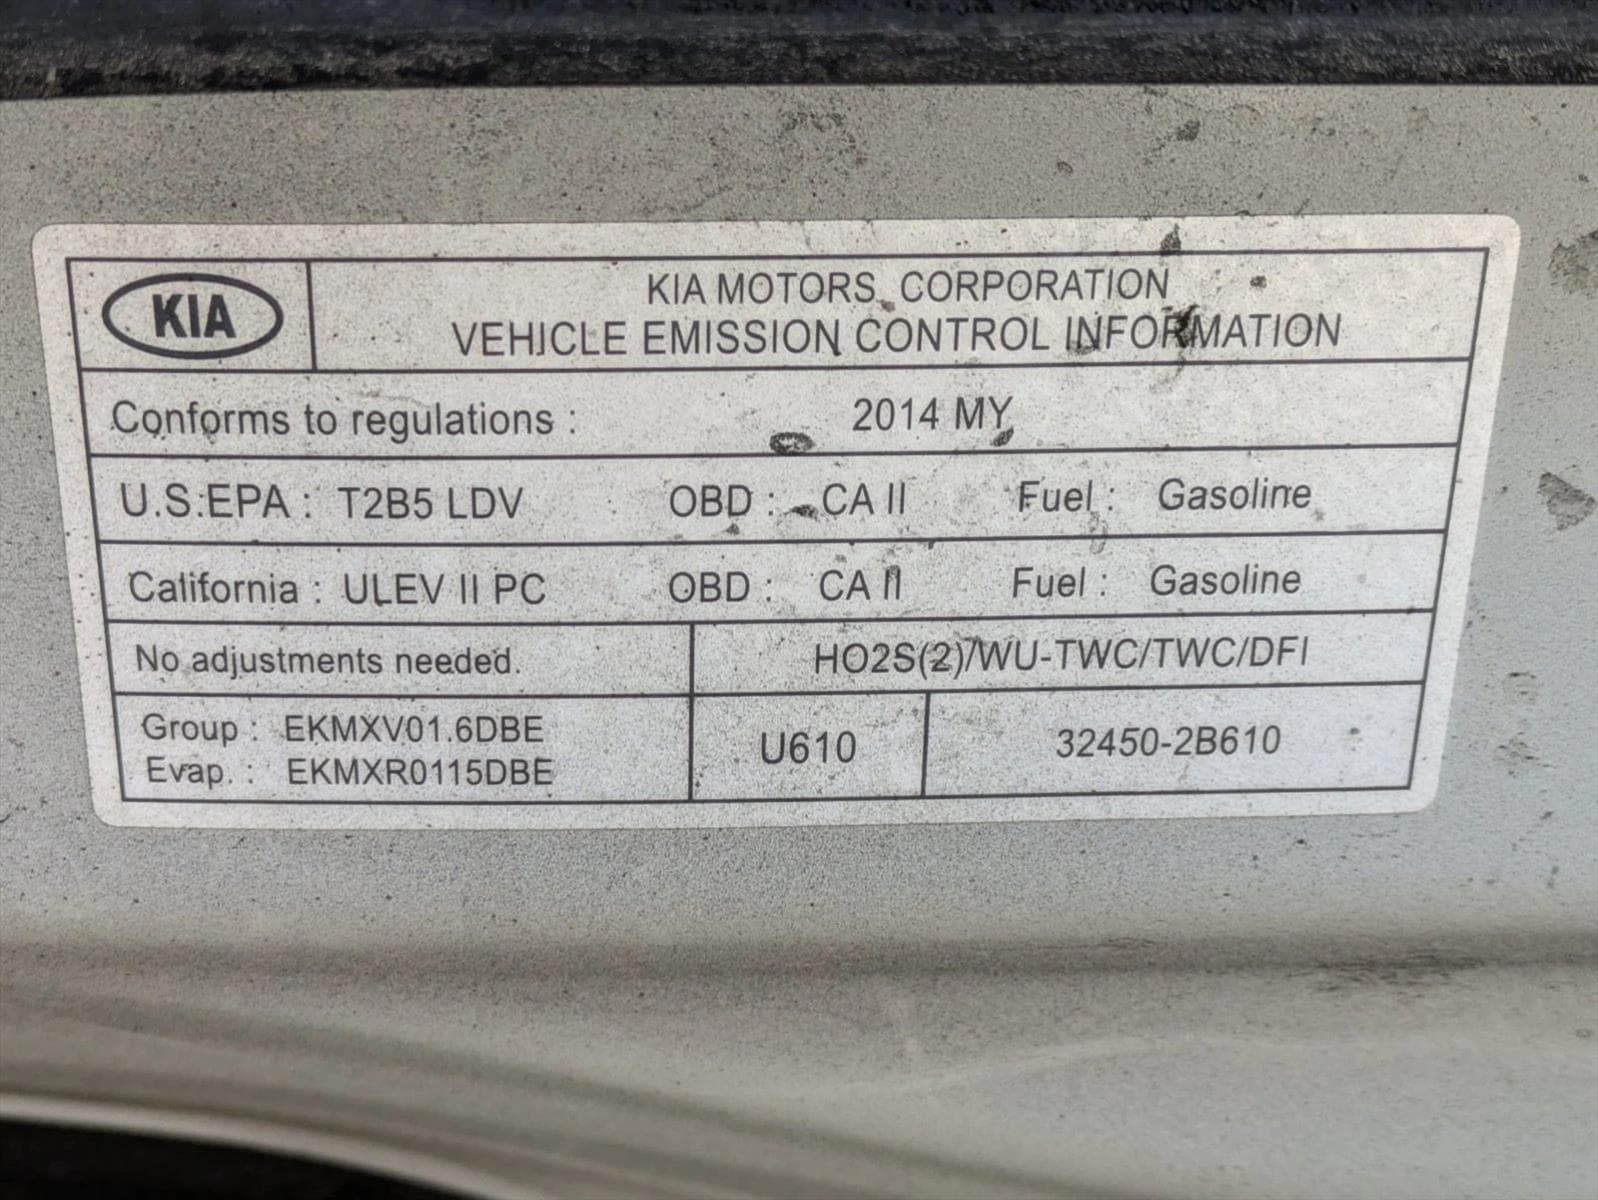 KIA
KIA MOTORS CORPORATION
VEHICLE EMISSION CONTROL INFORMATION
Conforms to regulations : 2014 MY
U.S.EPA : T2B5 LDV OBD : CA II Fuel : Gasoline
California : ULEV II PC OBD : CA II Fuel : Gasoline
No adjustments needed. HO2S(2)/WU-TWC/TWC/DFI
Group : EKMXV01.6DBE
Evap. : EKMXR0115DBE
U610 32450-2B610